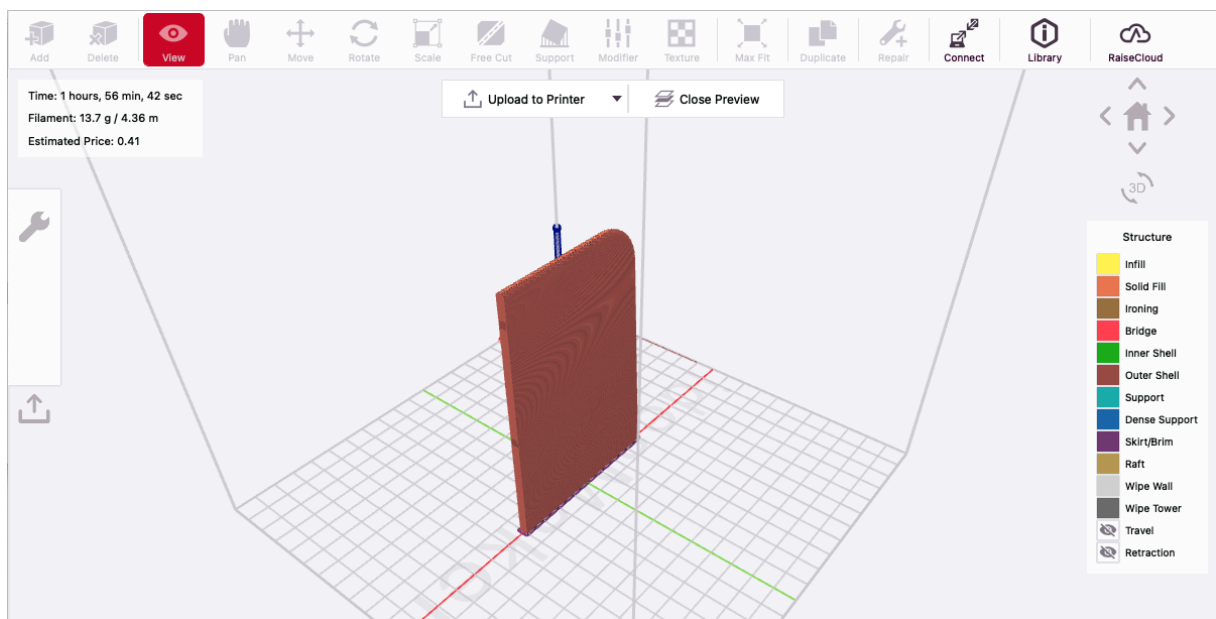 Add Delete View Pan Move Rotate Scale Free Cut Support Modifier Texture Max Fit Duplicate Repair Connect Library RaiseCloud
Time: 1 hours, 56 min, 42 sec
Filament: 13.7 g / 4.36 m
Estimated Price: 0.41
Upload to Printer
Close Preview
3D
Structure
Infill
Solid Fill
Ironing
Bridge
Inner Shell
Outer Shell
Support
Dense Support
Skirt/Brim
Raft
Wipe Wall
Wipe Tower
Travel
Retraction